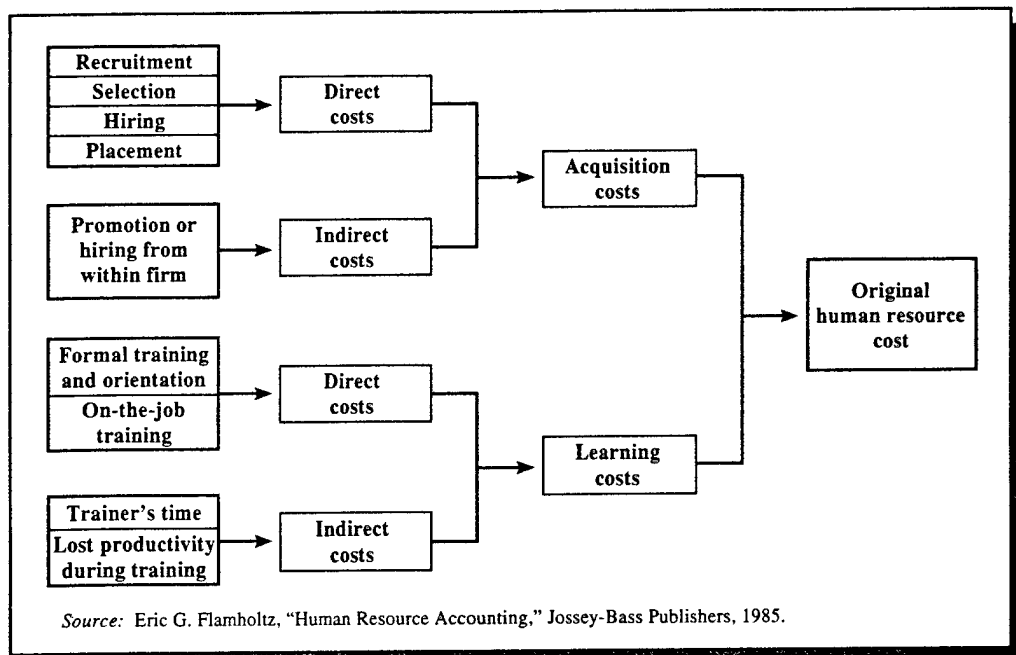 Recruitment
Selection
Hiring
Placement
Direct
costs
Promotion or
hiring from
within firm
Indirect
costs
Acquisition
costs
Formal training
and orientation
On-the-job
training
Direct
costs
Trainer's time
Lost productivity
during training
Indirect
costs
Learning
costs
Original
human resource
cost
Source: Eric G. Flamholtz, “Human Resource Accounting,” Jossey-Bass Publishers, 1985.